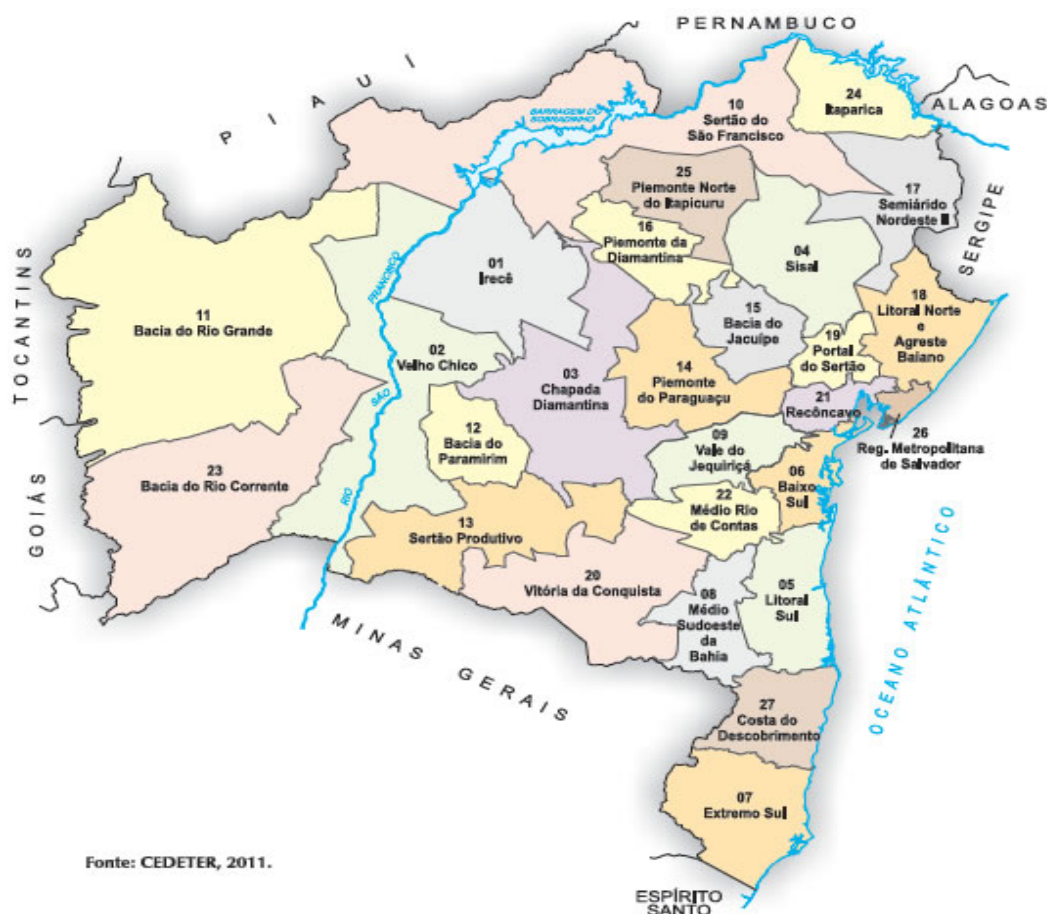 PERNAMBUCO
PIAUÍ
ALAGOAS
BARRAGEM DO
SOBRADINHO
10
Sertão do
São Francisco
24
Itaparica
25
Piemonte Norte
do Itapicuru
17
Semiárido
Nordeste II
SERGIPE
16
Piemonte da
Diamantina
04
Sisal
TOCANTINS
FRANCISCO
01
Irecê
11
Bacia do Rio Grande
15
Bacia do
Jacuípe
18
Litoral Norte
e
Agreste
Baiano
19
Portal
do Sertão
02
Velho Chico
03
Chapada
Diamantina
14
Piemonte
do Paraguaçu
SÃO
21
Recôncavo
26
Reg. Metropolitana
de Salvador
12
Bacia do
Paramirim
09
Vale do
Jequiriçá
06
Baixo
Sul
GOIÁS
23
Bacia do Rio Corrente
RIO
22
Médio Rio
de Contas
13
Sertão Produtivo
20
Vitória da Conquista
08
Médio
Sudoeste
da
Bahia
05
Litoral
Sul
OCEANO ATLÂNTICO
MINAS GERAIS
27
Costa do
Descobrimento
07
Extremo Sul
Fonte: CEDETER, 2011.
ESPÍRITO
SANTO